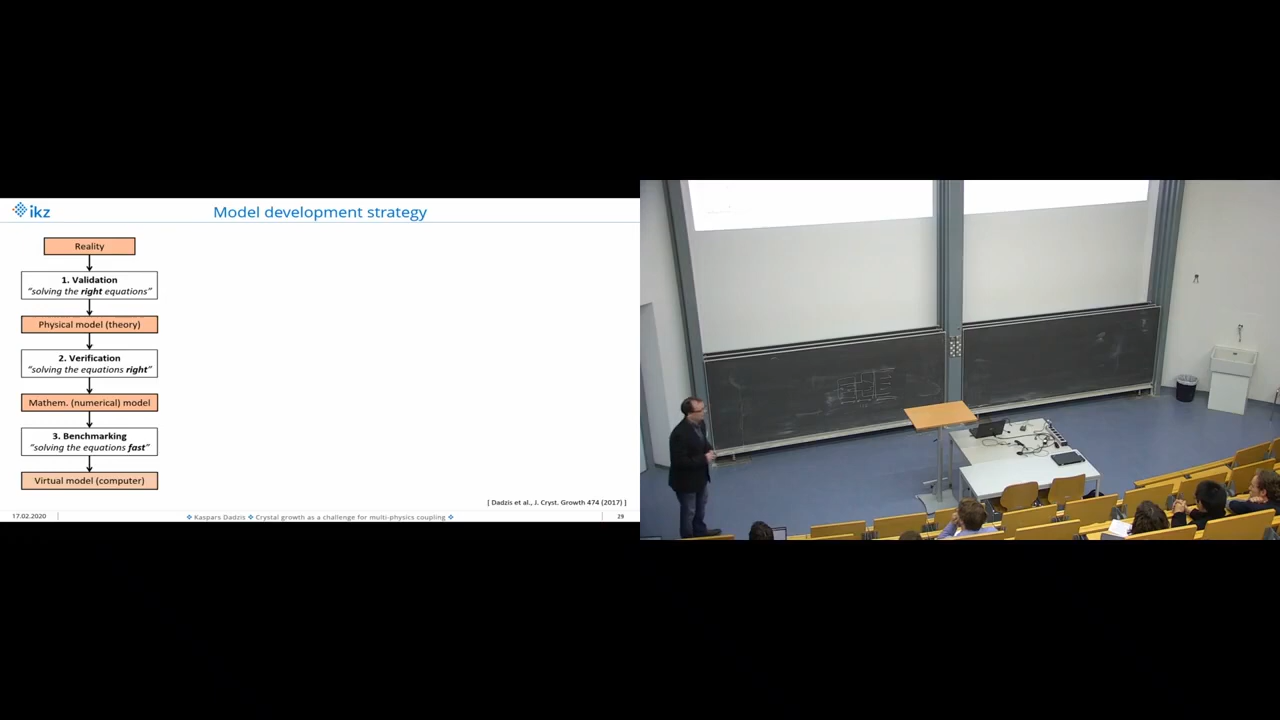 ikz
Model development strategy
Reality
1. Validation
"solving the right equations"
Physical model (theory)
2. Verification
"solving the equations right"
Mathem. (numerical) model
3. Benchmarking
"solving the equations fast"
Virtual model (computer)
[ Dadzis et al., J. Cryst. Growth 474 (2017) ]
17.02.2020
❖ Kaspars Dadzis ❖ Crystal growth as a challenge for multi-physics coupling ❖
29